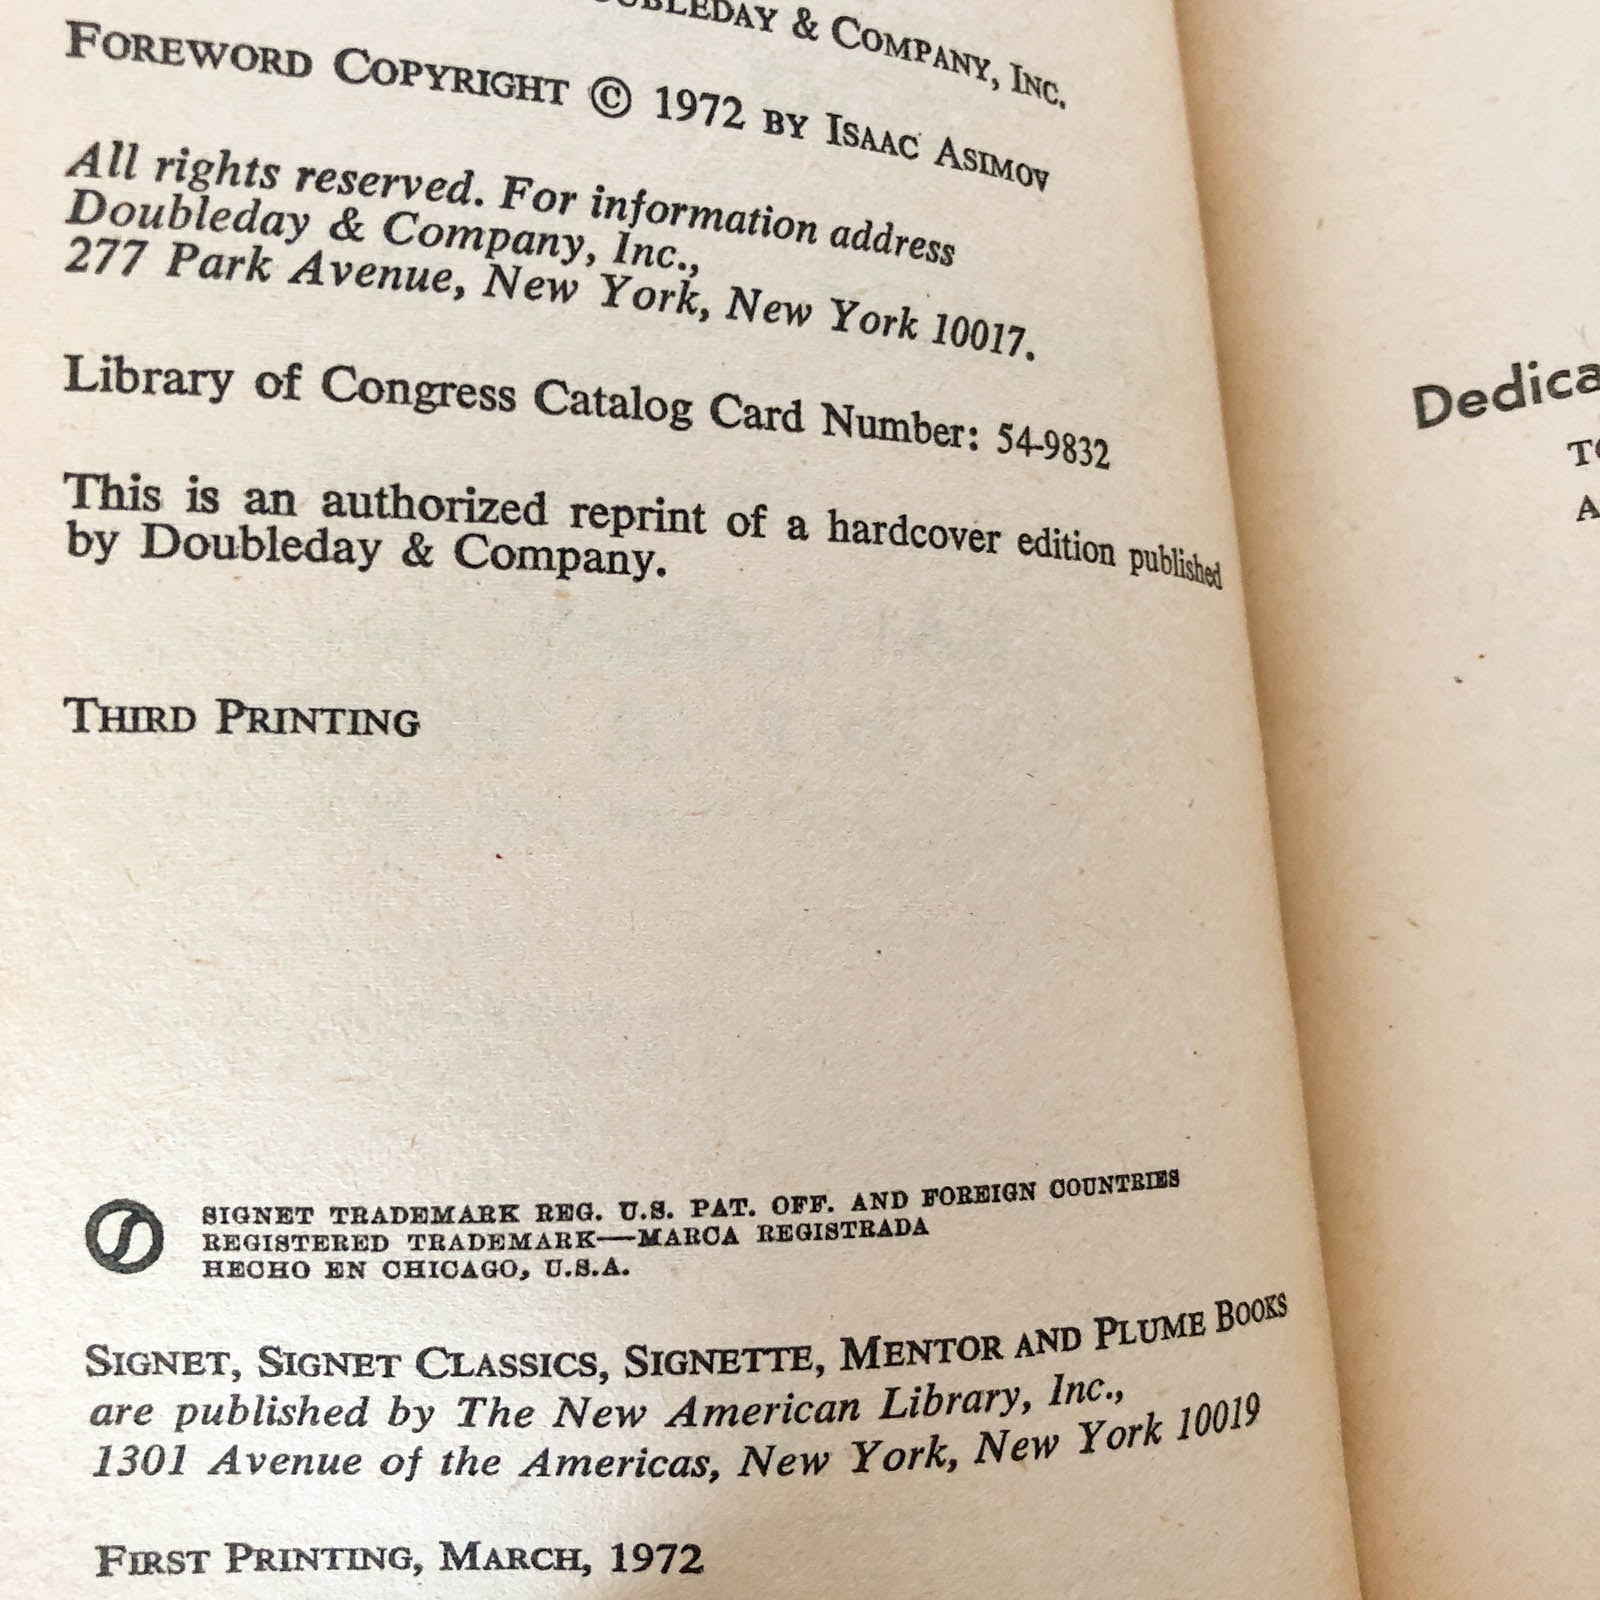 & COMPANY, INC.
FOREWORD COPYRIGHT © 1972 BY ISAAC ASIMOV
All rights reserved. For information address
Doubleday & Company, Inc.,
277 Park Avenue, New York, New York 10017.
Library of Congress Catalog Card Number: 54-9832
This is an authorized reprint of a hardcover edition published
by Doubleday & Company.
THIRD PRINTING
SIGNET TRADEMARK REG. U.S. PAT. OFF. AND FOREIGN COUNTRIES
REGISTERED TRADEMARK—MARCA REGISTRADA
HECHO EN CHICAGO, U.S.A.
SIGNET, SIGNET CLASSICS, SIGNETTE, MENTOR AND PLUME BOOKS
are published by The New American Library, Inc.,
1301 Avenue of the Americas, New York, New York 10019
FIRST PRINTING, MARCH, 1972
Dedica